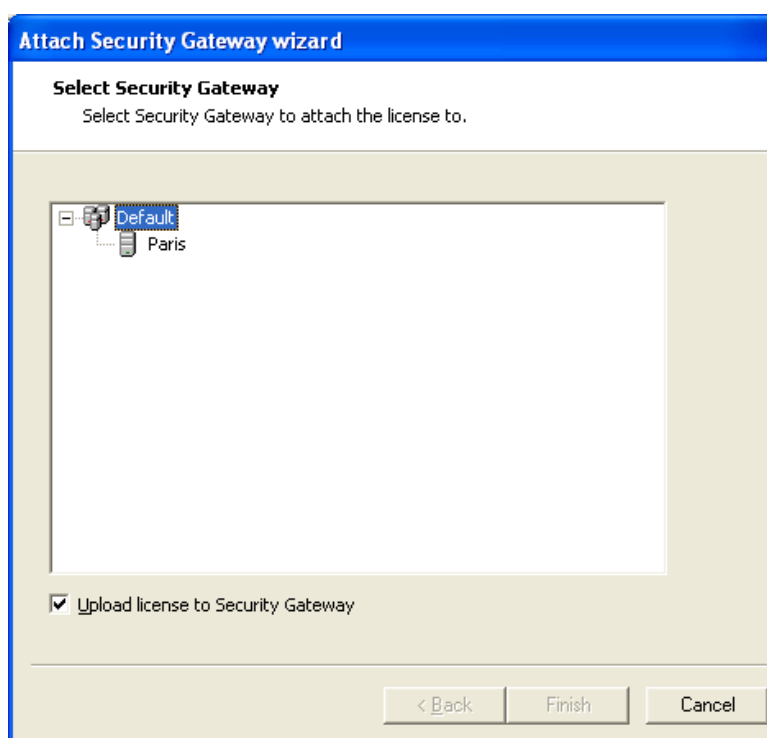 Attach Security Gateway wizard
Select Security Gateway
Select Security Gateway to attach the license to.
Default
Paris
Upload license to Security Gateway
< Back Finish Cancel